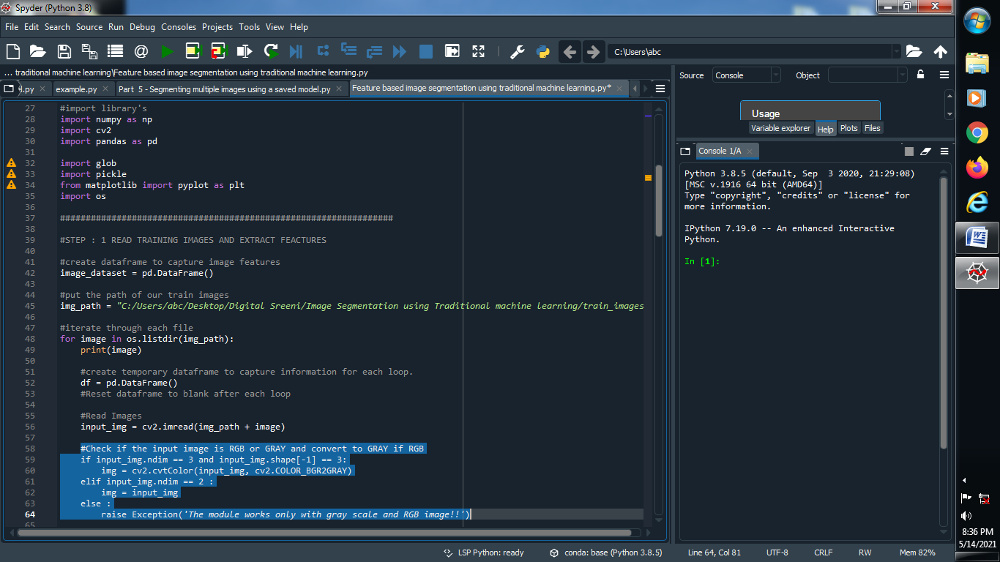 Spyder (Python 3.8)
File Edit Search Source Run Debug Consoles Projects Tools View Help
C:\Users\abc
... traditional machine learning\Feature based image segmentation using traditional machine learning.py
el.py example.py Part 5 - Segmenting multiple images using a saved model.py Feature based image segmentation using traditional machine learning.py*
27 #import library's
28 import numpy as np
29 import cv2
30 import pandas as pd
31
32 import glob
33 import pickle
34 from matplotlib import pyplot as plt
35 import os
36
37 #################################################################
38
39 #STEP : 1 READ TRAINING IMAGES AND EXTRACT FEACTURES
40
41 #create dataframe to capture image features
42 image_dataset = pd.DataFrame()
43
44 #put the path of our train images
45 img_path = "C:/Users/abc/Desktop/Digital Sreeni/Image Segmentation using Traditional machine learning/train_images
46
47 #iterate through each file
48 for image in os.listdir(img_path):
49 print(image)
50
51 #create temporary dataframe to capture information for each loop.
52 df = pd.DataFrame()
53 #Reset dataframe to blank after each loop
54
55 #Read Images
56 input_img = cv2.imread(img_path + image)
57
58 #Check if the input image is RGB or GRAY and convert to GRAY if RGB
59 if input_img.ndim == 3 and input_img.shape[-1] == 3:
60 img = cv2.cvtColor(input_img, cv2.COLOR_BGR2GRAY)
61 elif input_img.ndim == 2 :
62 img = input_img
63 else :
64 raise Exception('The module works only with gray scale and RGB image!!')
65
Source Console Object
Usage
Variable explorer Help Plots Files
Console 1/A
Python 3.8.5 (default, Sep 3 2020, 21:29:08)
[MSC v.1916 64 bit (AMD64)]
Type "copyright", "credits" or "license" for
more information.
IPython 7.19.0 -- An enhanced Interactive
Python.
In [1]:
LSP Python: ready conda: base (Python 3.8.5) Line 64, Col 81 UTF-8 CRLF RW Mem 82%
8:36 PM
5/14/2021